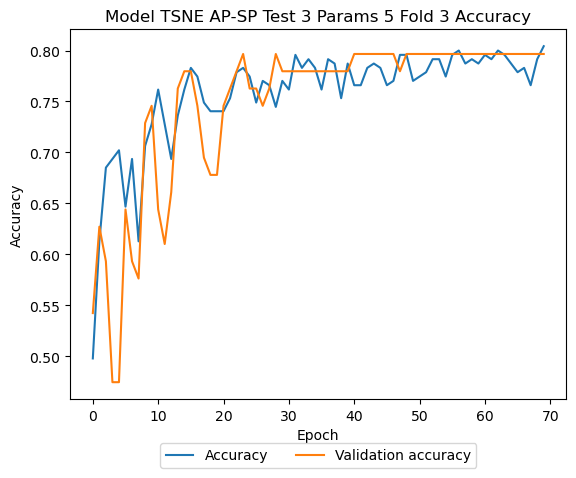 Model TSNE AP-SP Test 3 Params 5 Fold 3 Accuracy
0.80
0.75
0.70
0.65
0.60
0.55
0.50
Accuracy
0 10 20 30 40 50 60 70
Epoch
Accuracy Validation accuracy